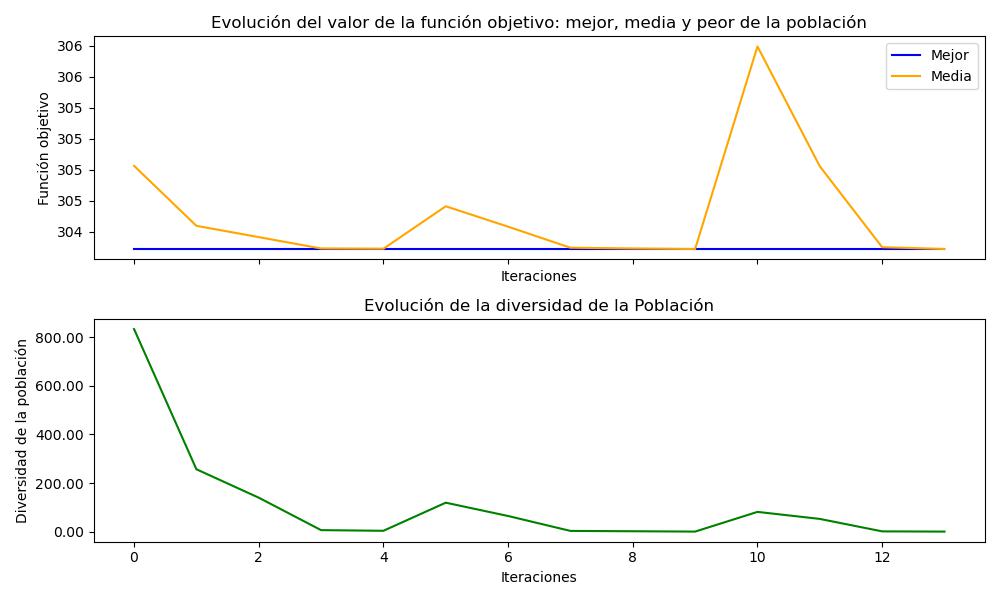 Evolución del valor de la función objetivo: mejor, media y peor de la población
306
306
305
305
305
305
304
Función objetivo
Mejor
Media
Iteraciones
Evolución de la diversidad de la Población
800.00
600.00
400.00
200.00
0.00
Diversidad de la población
0 2 4 6 8 10 12
Iteraciones